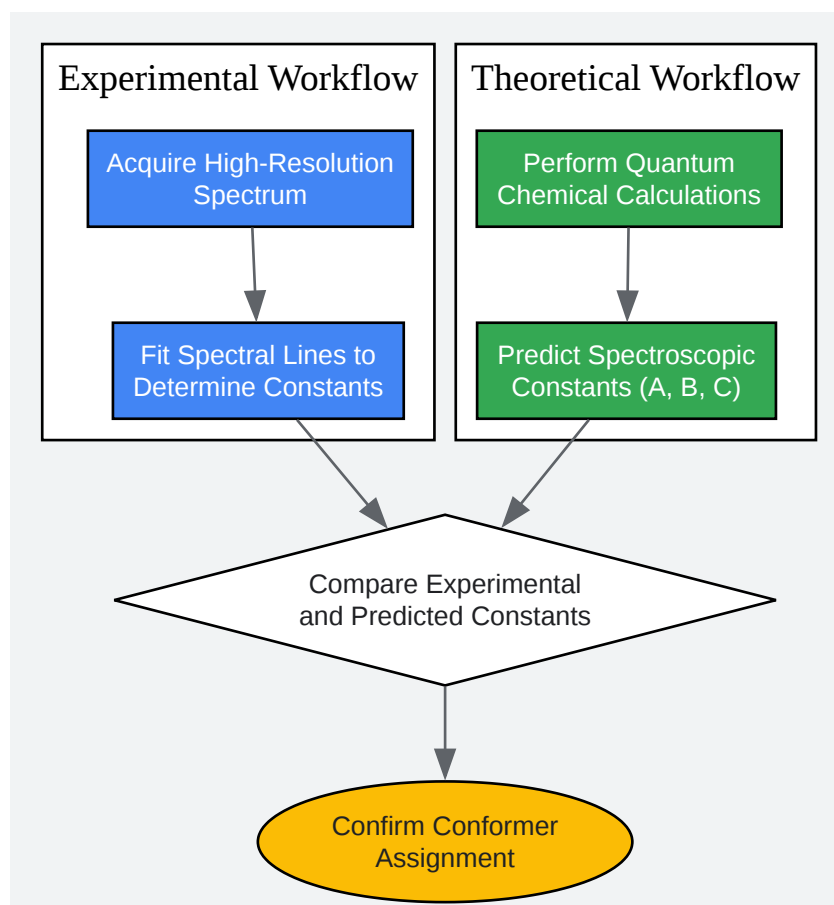 Experimental Workflow
Acquire High-Resolution
Spectrum
Fit Spectral Lines to
Determine Constants
Theoretical Workflow
Perform Quantum
Chemical Calculations
Predict Spectroscopic
Constants (A, B, C)
Compare Experimental
and Predicted Constants
Confirm Conformer
Assignment